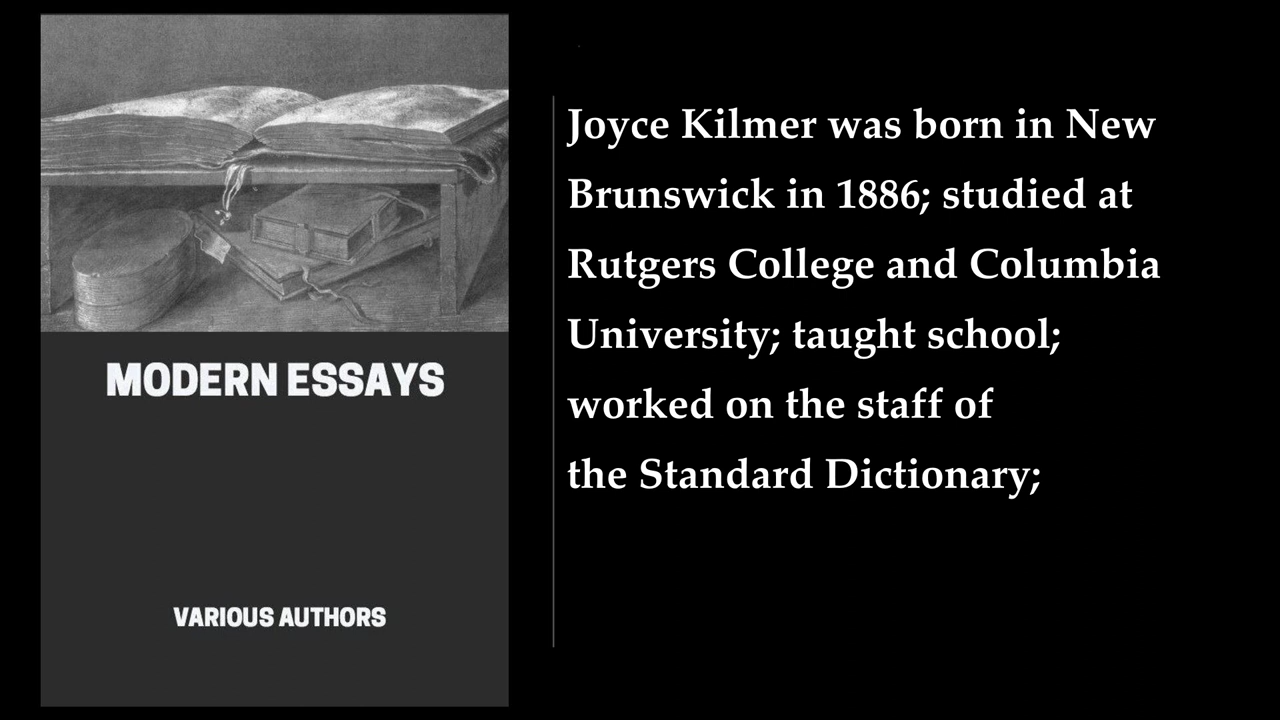 MODERN ESSAYS
VARIOUS AUTHORS
Joyce Kilmer was born in New
Brunswick in 1886; studied at
Rutgers College and Columbia
University; taught school;
worked on the staff of
the Standard Dictionary;